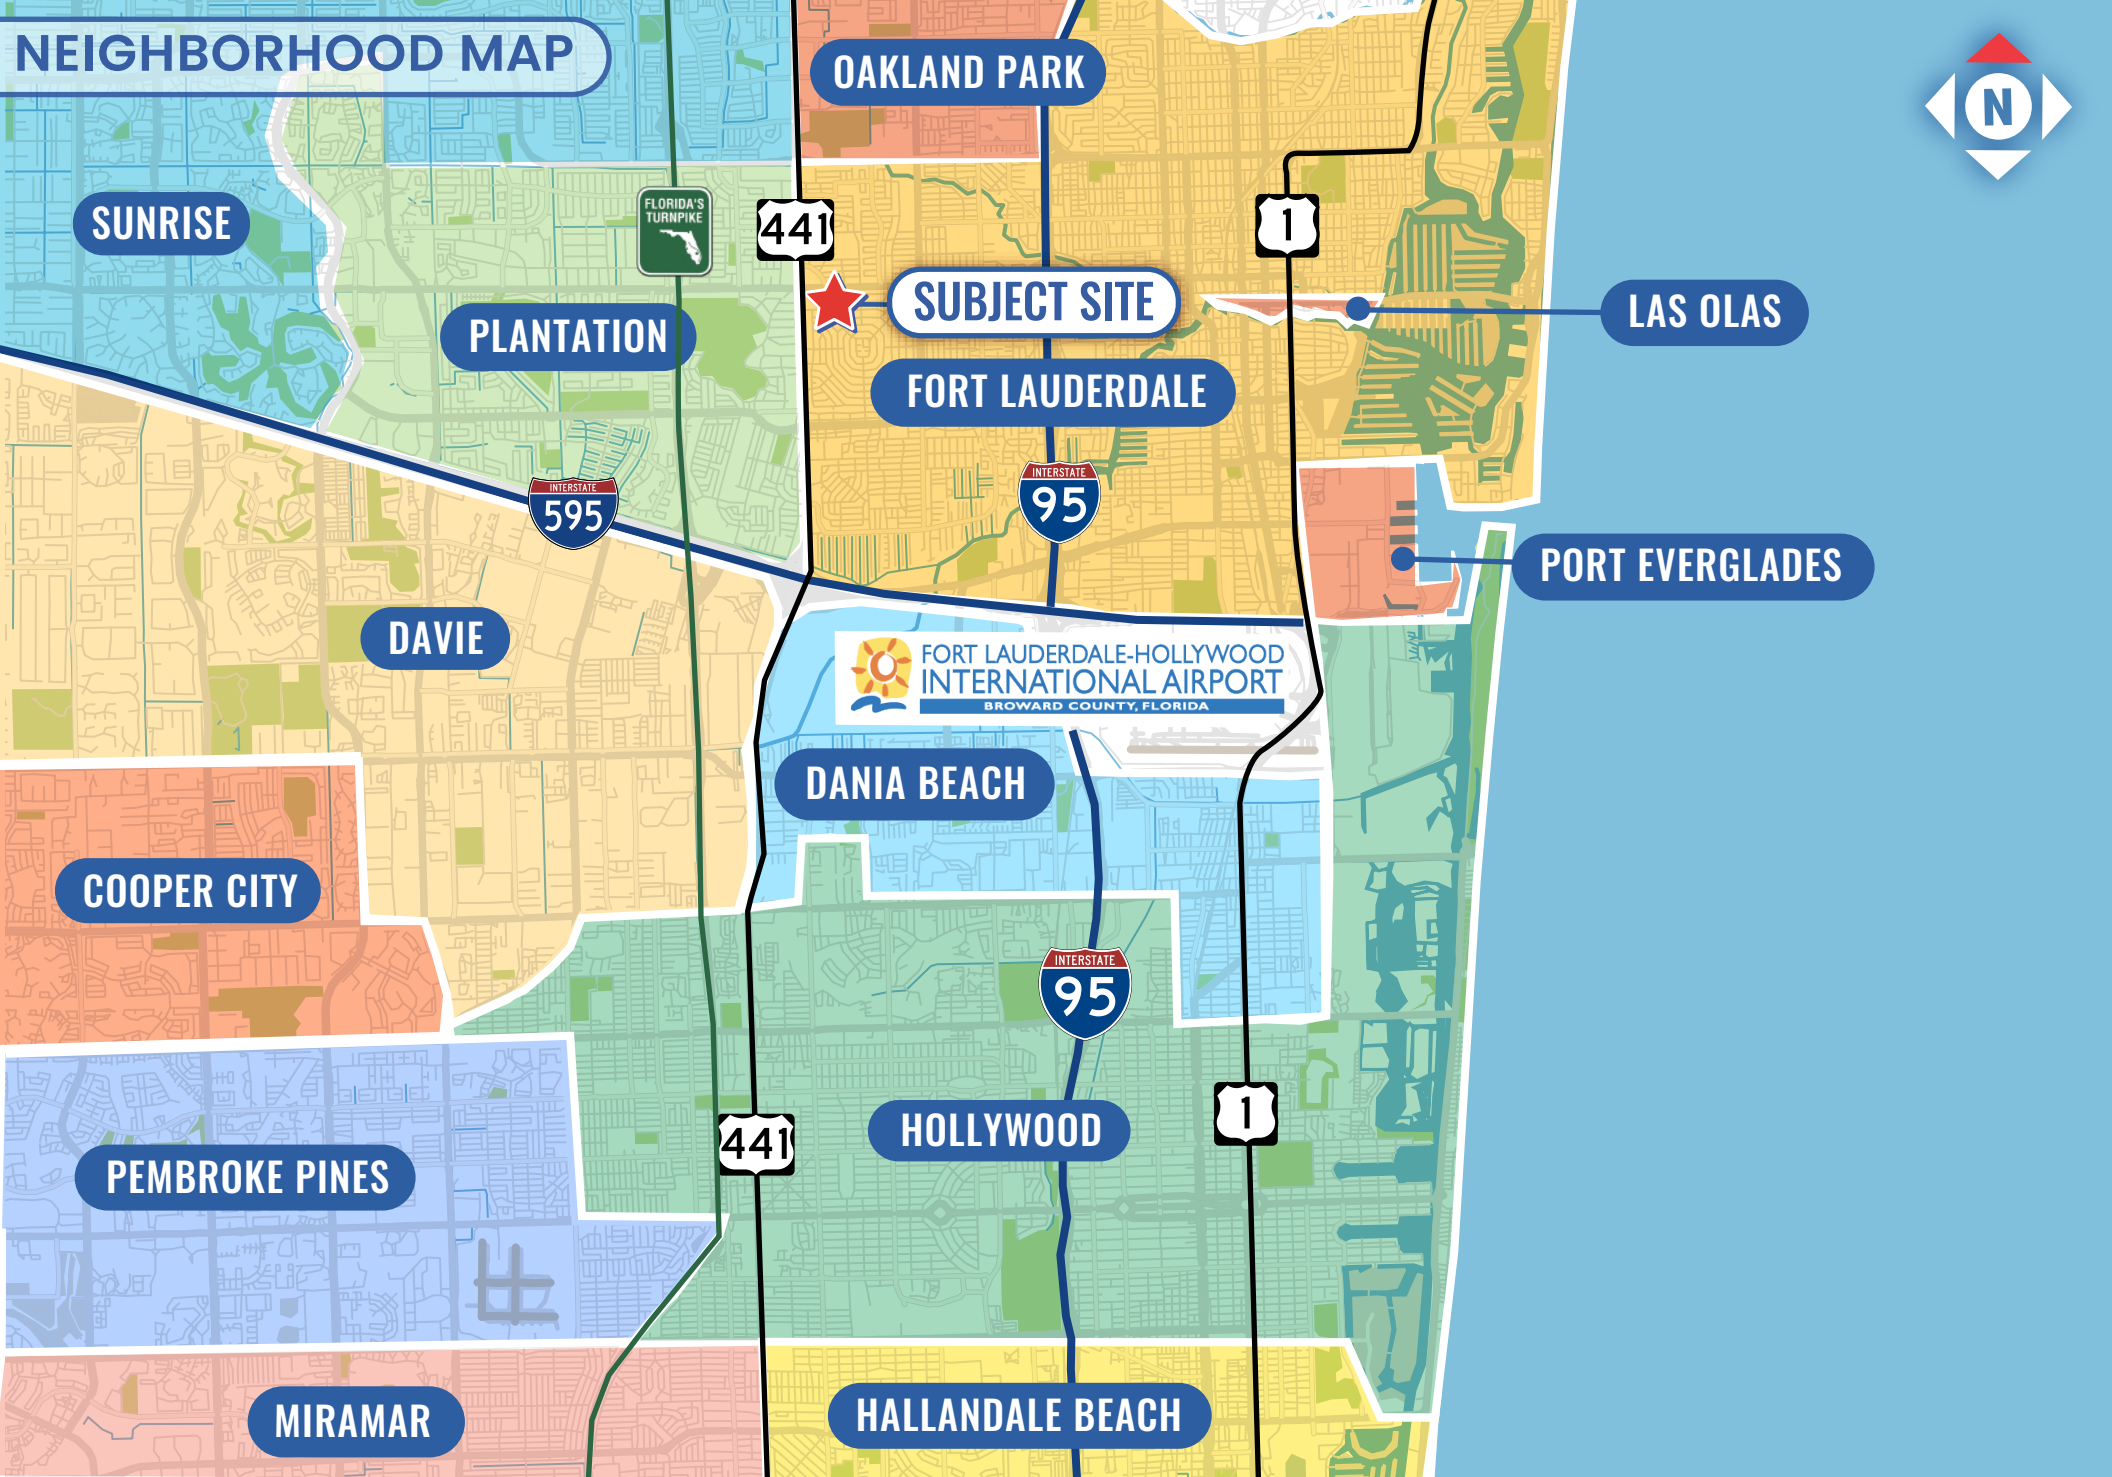 NEIGHBORHOOD MAP
OAKLAND PARK
N
SUNRISE
FLORIDA'S
TURNPIKE
441
1
SUBJECT SITE
LAS OLAS
PLANTATION
FORT LAUDERDALE
INTERSTATE
595
INTERSTATE
95
PORT EVERGLADES
DAVIE
FORT LAUDERDALE-HOLLYWOOD
INTERNATIONAL AIRPORT
BROWARD COUNTY, FLORIDA
DANIA BEACH
COOPER CITY
INTERSTATE
95
441
HOLLYWOOD
1
PEMBROKE PINES
MIRAMAR
HALLANDALE BEACH